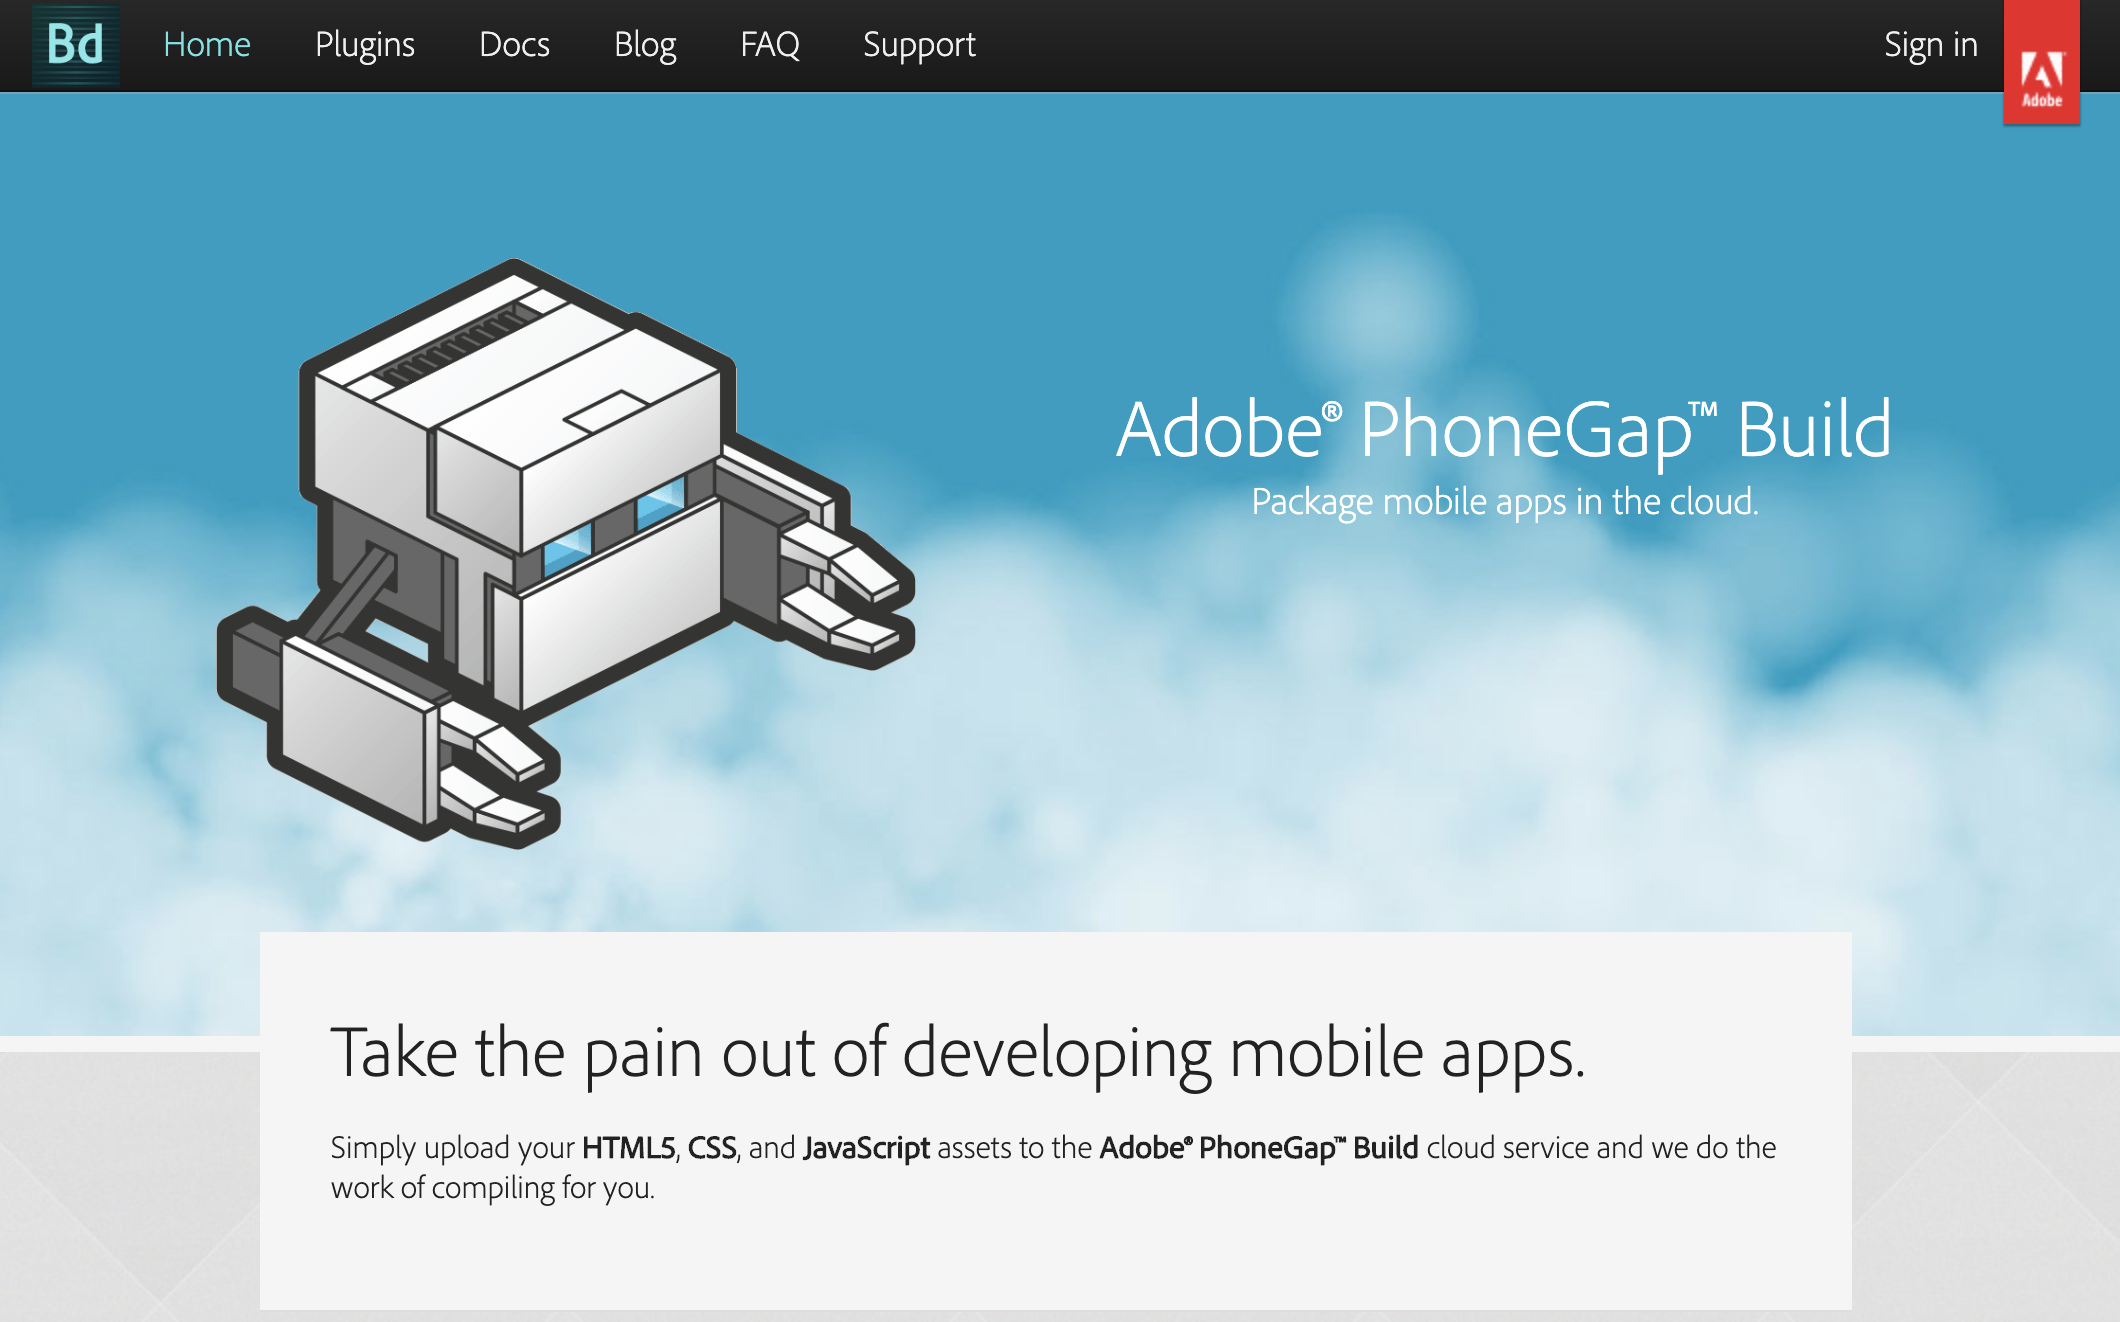 Bd Home Plugins Docs Blog FAQ Support Sign in
Adobe
Adobe® PhoneGap™ Build
Package mobile apps in the cloud.
Take the pain out of developing mobile apps.
Simply upload your HTML5, CSS, and JavaScript assets to the Adobe® PhoneGap™ Build cloud service and we do the
work of compiling for you.